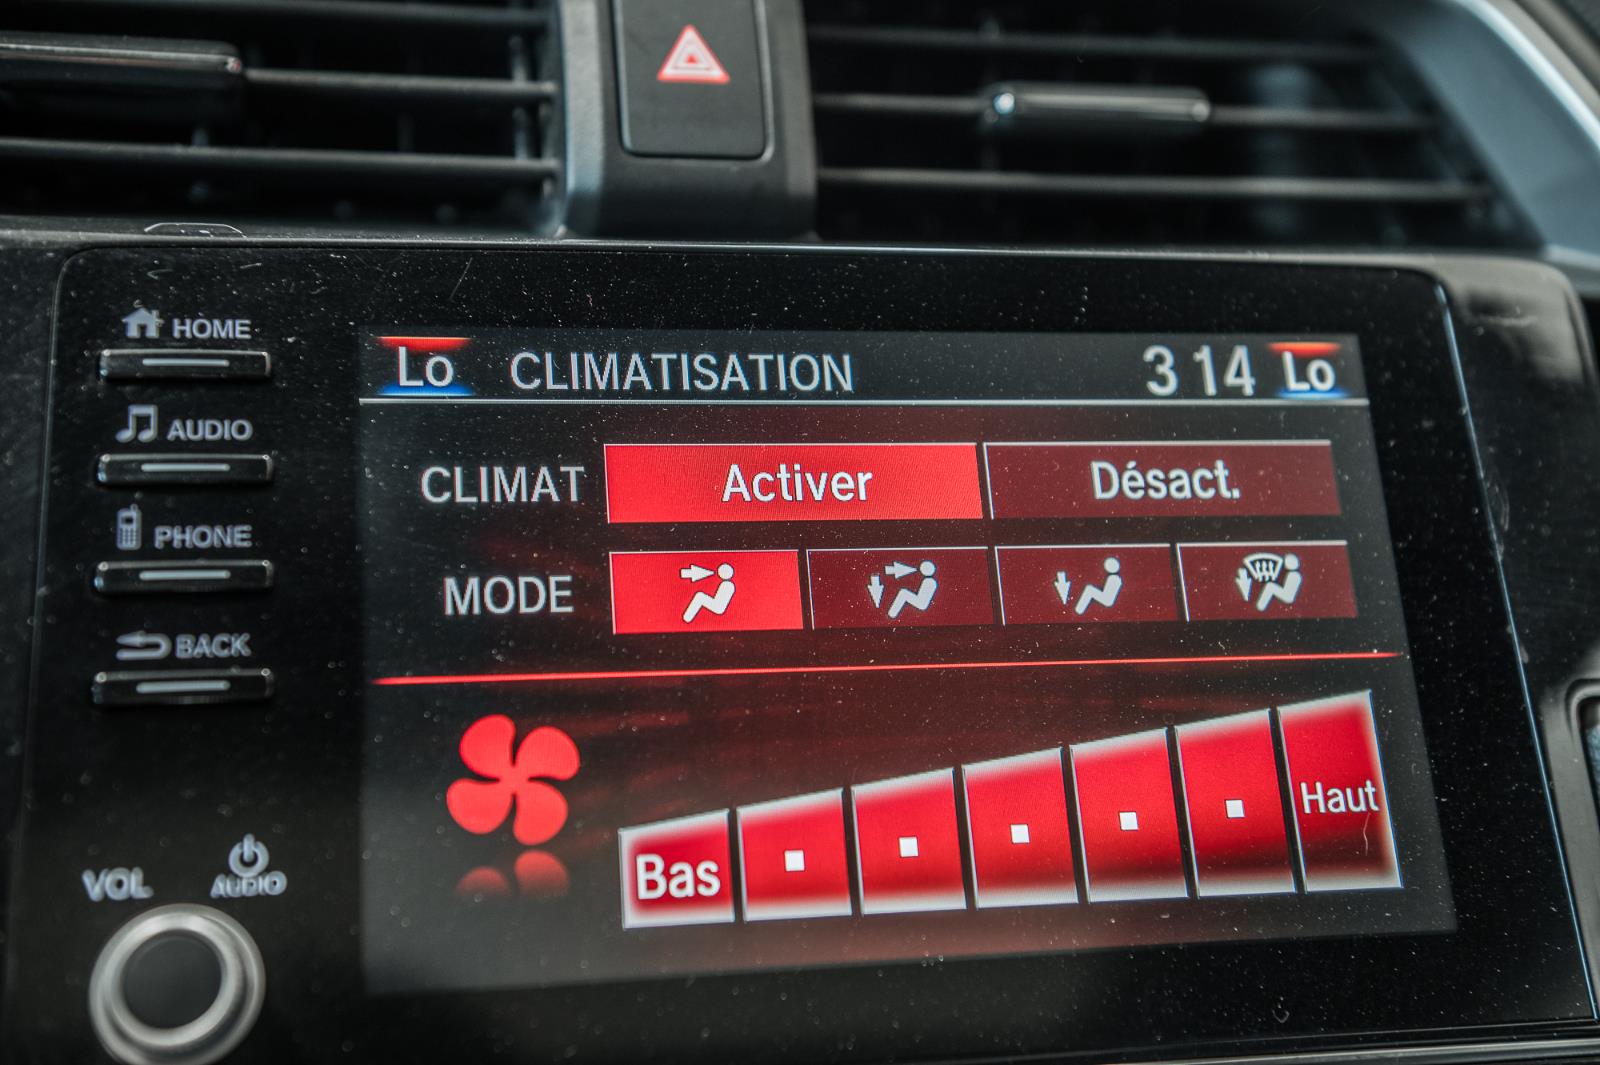 HOME
AUDIO
PHONE
BACK
VOL
AUDIO
Lo CLIMATISATION 3 14 Lo
CLIMAT Activer Désact.
MODE
Bas Haut